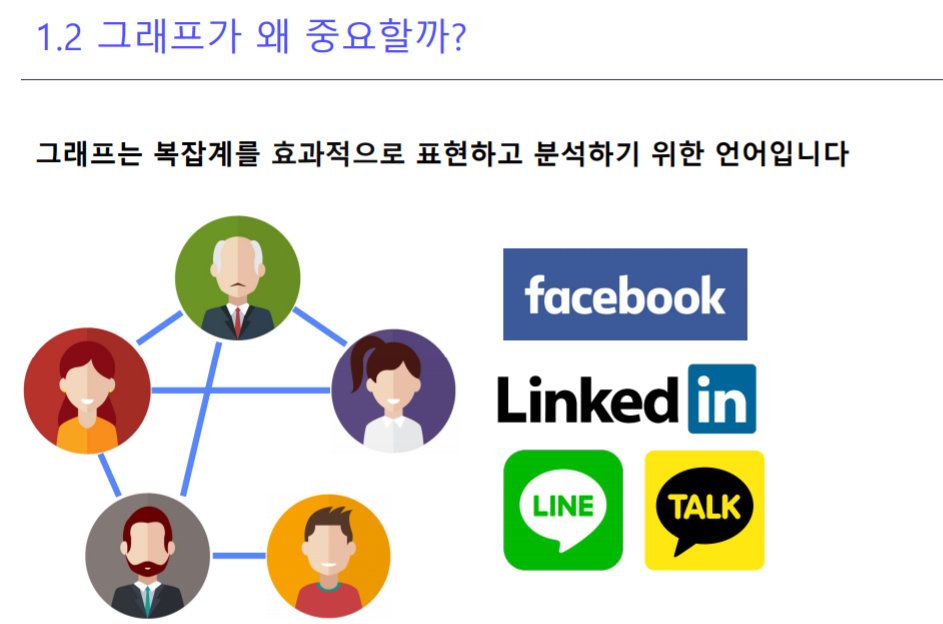 1.2 그래프가 왜 중요할까?
그래프는 복잡계를 효과적으로 표현하고 분석하기 위한 언어입니다
facebook
Linked in
LINE
TALK